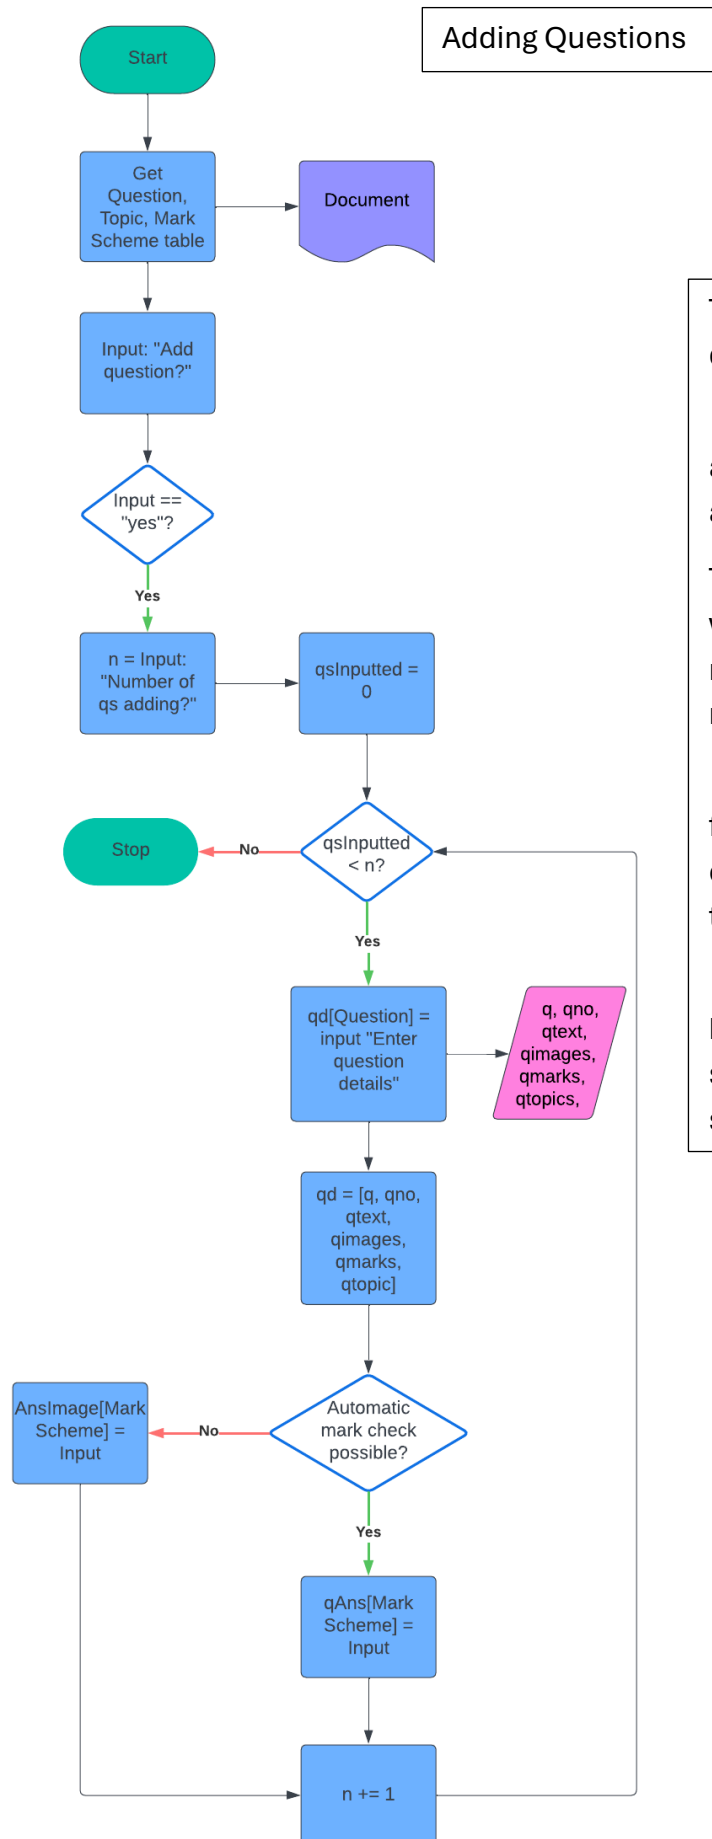 Adding Questions
Start
Get
Question,
Topic, Mark
Scheme table
Document
Input: "Add
question?"
Input ==
"yes"?
Yes
n = Input:
"Number of
qs adding?"
qsInputted =
0
qsInputted
< n?
No
Stop
Yes
qd[Question] =
input "Enter
question
details"
q, qno,
qtext,
qimages,
qmarks,
qtopics,
qd = [q, qno,
qtext,
qimages,
qmarks,
qtopic]
Automatic
mark check
possible?
No
AnsImage[Mark
Scheme] =
Input
Yes
qAns[Mark
Scheme] =
Input
n += 1